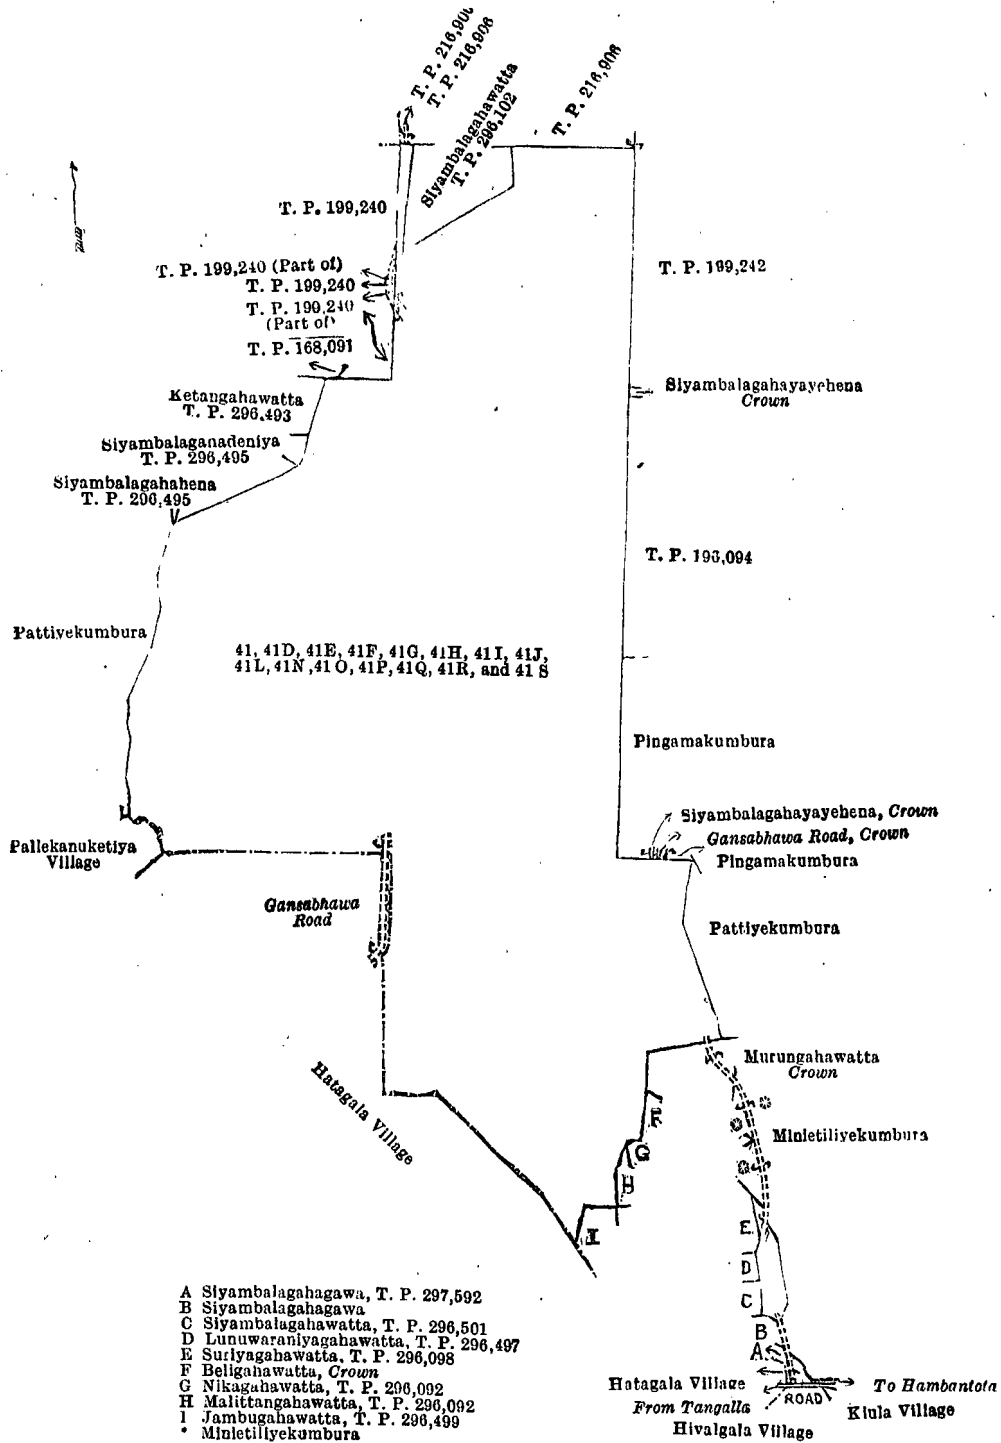 T. P. 216,906
T. P. 216,906
Siyambalagahawatta
T. P. 296,102
T. P. 216,906
T. P. 199,240
T. P. 199,242
T. P. 199,240 (Part of)
T. P. 199,240
T. P. 199,240
(Part of)
T. P. 168,091
Siyambalagahayayehena
Crown
Ketangahawatta
T. P. 296,493
Siyambalaganadeniya
T. P. 296,495
Siyambalagahahena
T. P. 296,495
T. P. 193,094
Pattiyekumbura
41, 41D, 41E, 41F, 41G, 41H, 41I, 41J,
41L, 41N, 41O, 41P, 41Q, 41R, and 41S
Pingamakumbura
Siyambalagahayayehena, Crown
Gansabhawa Road, Crown
Pingamakumbura
Pallekanuketiya
Village
Gansabhawa
Road
Pattiyekumbura
Murungahawatta
Crown
Hatagala Village
F
Minietiliyekumbura
G
H
I
E
D
C
B
A
A Siyambalagahagawa, T. P. 297,592
B Siyambalagahagawa
C Siyambalagahawatta, T. P. 296,501
D Lunuwaraniyagahawatta, T. P. 296,497
E Suriyagahawatta, T. P. 296,098
F Beligahawatta, Crown
G Nikagahawatta, T. P. 296,092
H Malittangahawatta, T. P. 296,092
I Jambugahawatta, T. P. 296,499
* Minietiliyekumbura
Hatagala Village
From Tangalla
Hivalgala Village
ROAD
To Hambantota
Kiula Village